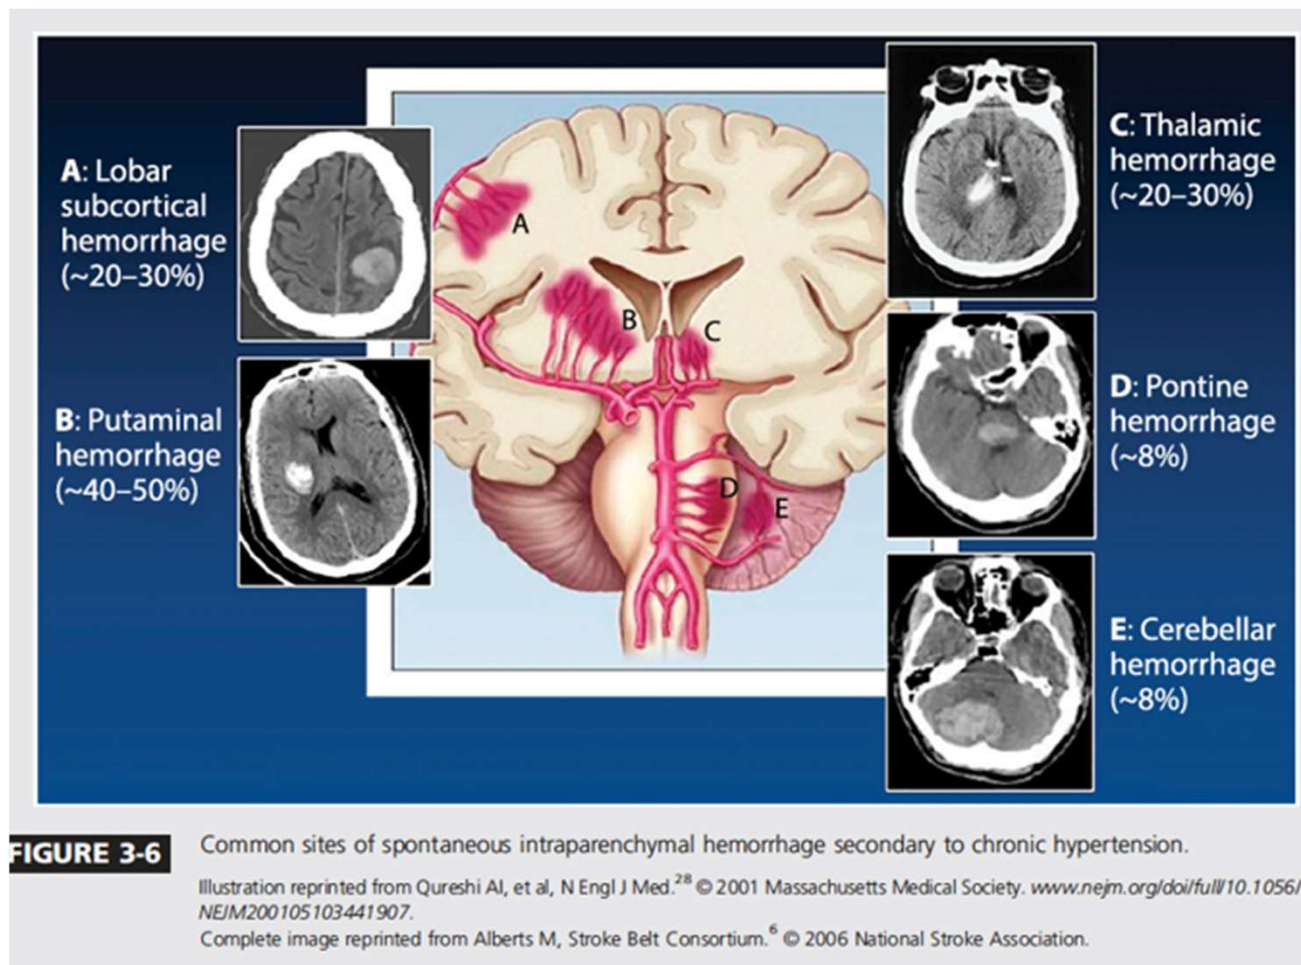 A: Lobar
subcortical
hemorrhage
(~20–30%)
B: Putaminal
hemorrhage
(~40–50%)
A
B
C
D
E
C: Thalamic
hemorrhage
(~20–30%)
D: Pontine
hemorrhage
(~8%)
E: Cerebellar
hemorrhage
(~8%)
FIGURE 3-6
Common sites of spontaneous intraparenchymal hemorrhage secondary to chronic hypertension.
Illustration reprinted from Qureshi AI, et al, N Engl J Med.28 © 2001 Massachusetts Medical Society. www.nejm.org/doi/full/10.1056/
NEJM200105103441907.
Complete image reprinted from Alberts M, Stroke Belt Consortium.6 © 2006 National Stroke Association.